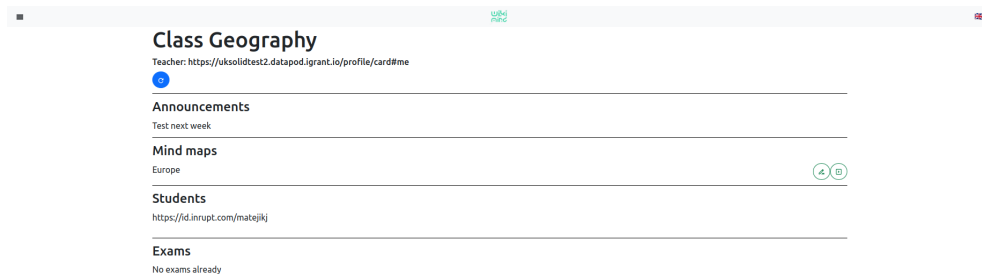 wiki
mind
Class Geography
Teacher: https://uksolidtest2.datapod.igrant.io/profile/card#me
Announcements
Test next week
Mind maps
Europe
Students
https://id.inrupt.com/matejikj
Exams
No exams already